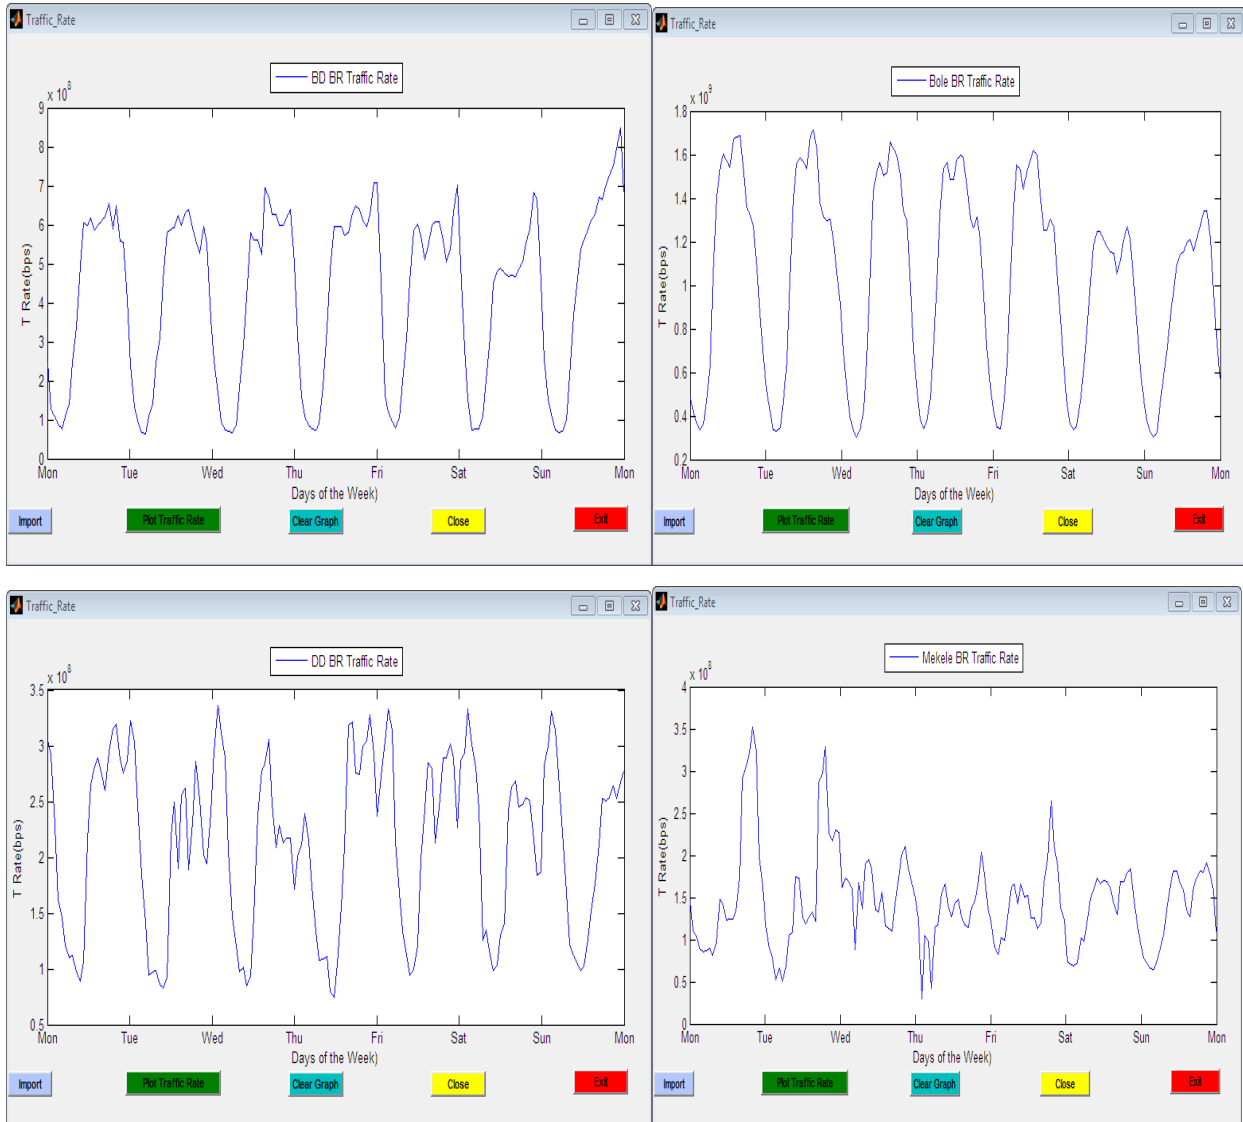 Traffic_Rate
BD BR Traffic Rate
x 10^8
9
8
7
6
5
4
3
2
1
0
T Rate(bps)
Mon Tue Wed Thu Fri Sat Sun Mon
Days of the Week)
Import Plot Traffic Rate Clear Graph Close Exit
Traffic_Rate
Bole BR Traffic Rate
x 10^9
1.8
1.6
1.4
1.2
1
0.8
0.6
0.4
0.2
T Rate(bps)
Mon Tue Wed Thu Fri Sat Sun Mon
Days of the Week)
Import Plot Traffic Rate Clear Graph Close Exit
Traffic_Rate
DD BR Traffic Rate
x 10^8
3.5
3
2.5
2
1.5
1
0.5
T Rate(bps)
Mon Tue Wed Thu Fri Sat Sun Mon
Days of the Week)
Import Plot Traffic Rate Clear Graph Close Exit
Traffic_Rate
Mekele BR Traffic Rate
x 10^8
4
3.5
3
2.5
2
1.5
1
0.5
0
T Rate(bps)
Mon Tue Wed Thu Fri Sat Sun Mon
Days of the Week)
Import Plot Traffic Rate Clear Graph Close Exit